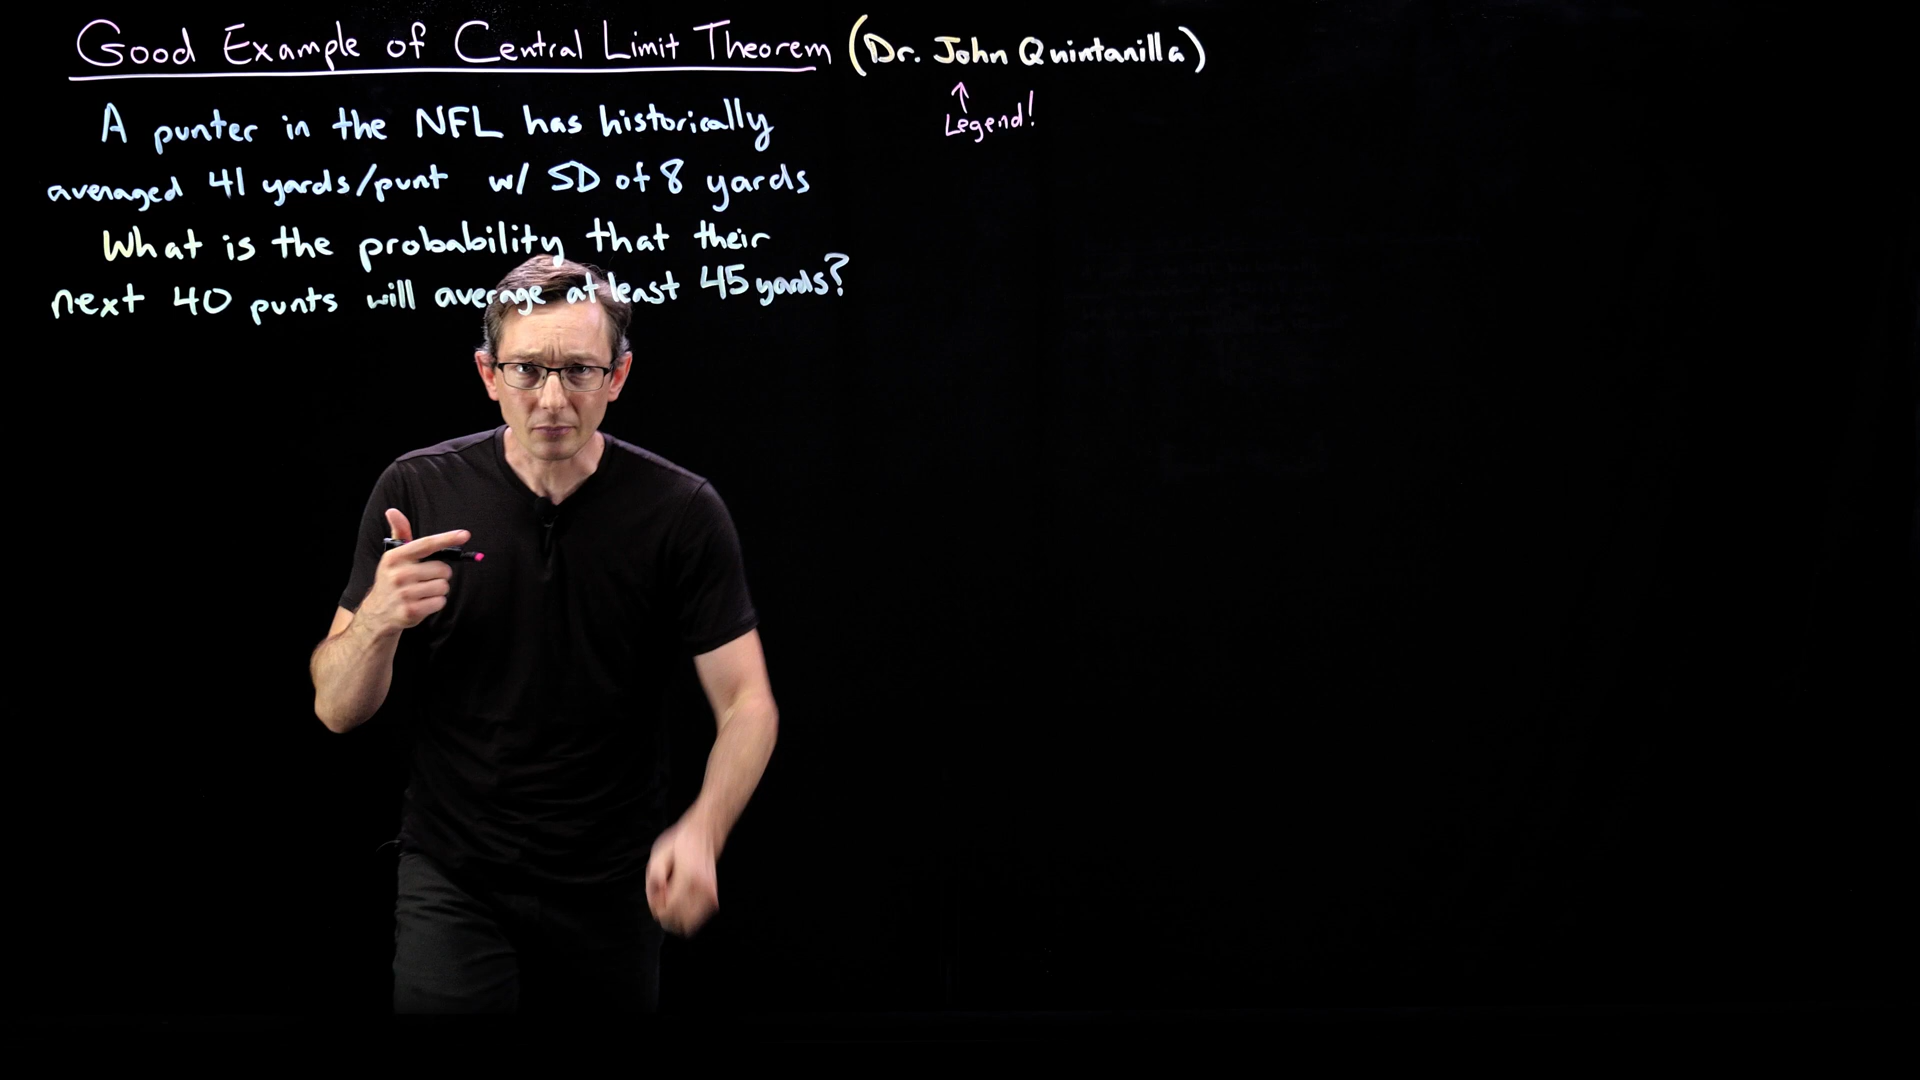 Good Example of Central Limit Theorem (Dr. John Quintanilla)
↑
Legend!
A punter in the NFL has historically
averaged 41 yards/punt w/ SD of 8 yards
What is the probability that their
next 40 punts will average at least 45 yards?